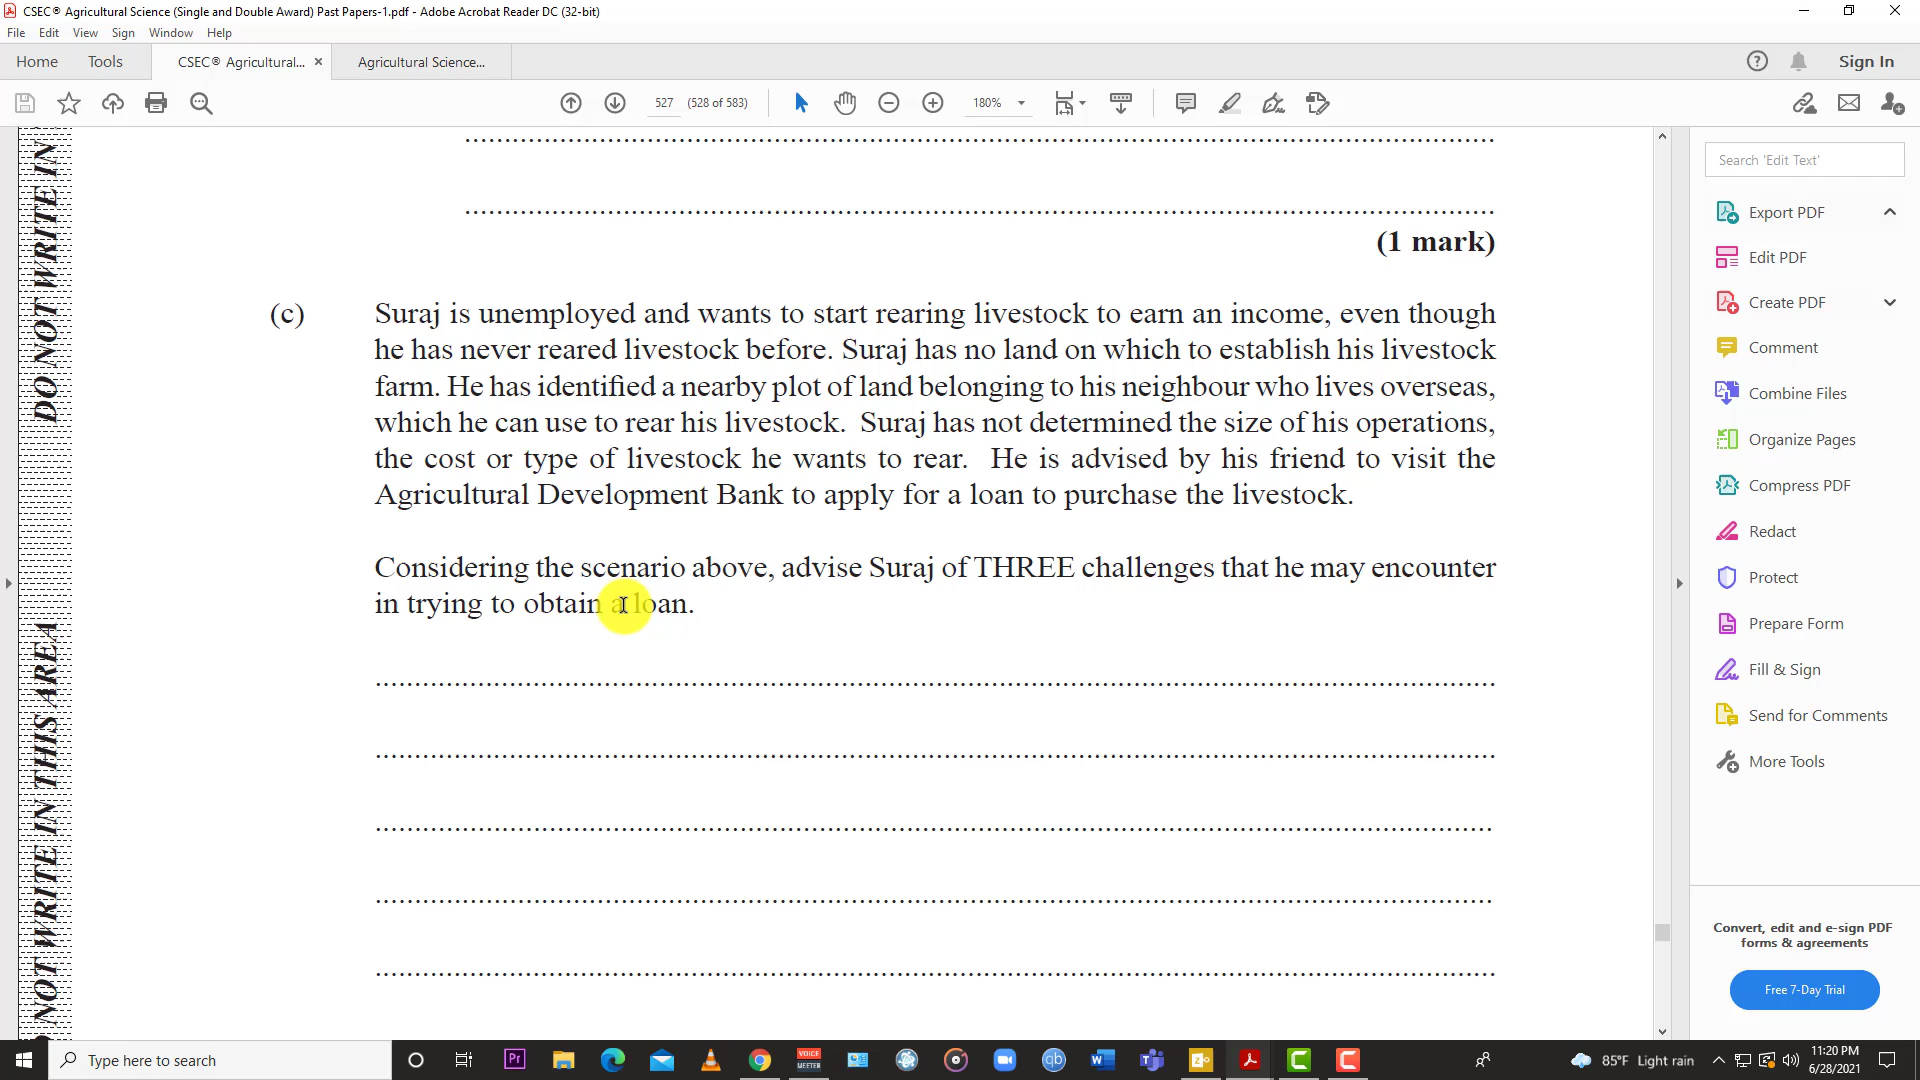 CSEC® Agricultural Science (Single and Double Award) Past Papers-1.pdf - Adobe Acrobat Reader DC (32-bit)
File Edit View Sign Window Help
Home Tools CSEC® Agricultural... × Agricultural Science... Sign In
527 (528 of 583) 180%
DO NOT WRITE IN
Search 'Edit Text'
Export PDF
(1 mark)
Edit PDF
Create PDF
(c) Suraj is unemployed and wants to start rearing livestock to earn an income, even though
he has never reared livestock before. Suraj has no land on which to establish his livestock
farm. He has identified a nearby plot of land belonging to his neighbour who lives overseas,
which he can use to rear his livestock. Suraj has not determined the size of his operations,
the cost or type of livestock he wants to rear. He is advised by his friend to visit the
Agricultural Development Bank to apply for a loan to purchase the livestock.
Considering the scenario above, advise Suraj of THREE challenges that he may encounter
in trying to obtain a loan.
NOT WRITE IN THIS AREA
Comment
Combine Files
Organize Pages
Compress PDF
Redact
Protect
Prepare Form
Fill & Sign
Send for Comments
More Tools
Convert, edit and e-sign PDF
forms & agreements
Free 7-Day Trial
Type here to search
Pr
VOICE
MEETER
qb
85°F Light rain
11:20 PM
6/28/2021